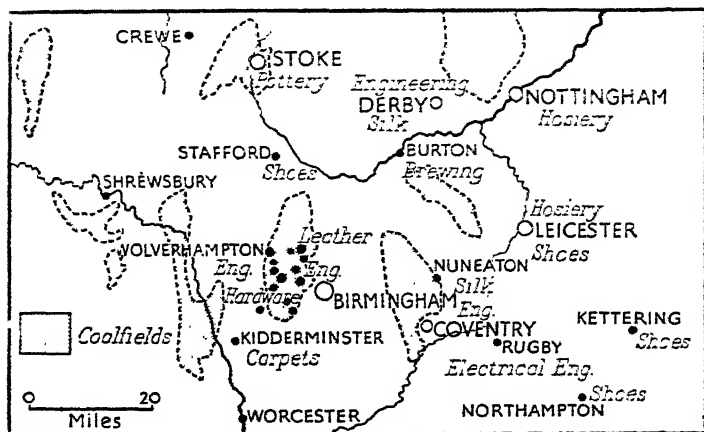 CREWE
STOKE
Pottery
Engineering
DERBY
Silk
NOTTINGHAM
Hosiery
STAFFORD
Shoes
BURTON
Brewing
SHREWSBURY
Hosiery
LEICESTER
Shoes
VOLVERHAMPTON
Leather
Eng.
Eng.
Hardware
BIRMINGHAM
NUNEATON
Silk
Eng.
COVENTRY
KETTERING
Shoes
Coalfields
KIDDERMINSTER
Carpets
RUGBY
Electrical Eng.
0 20
Miles
WORCESTER
Shoes
NORTHAMPTON